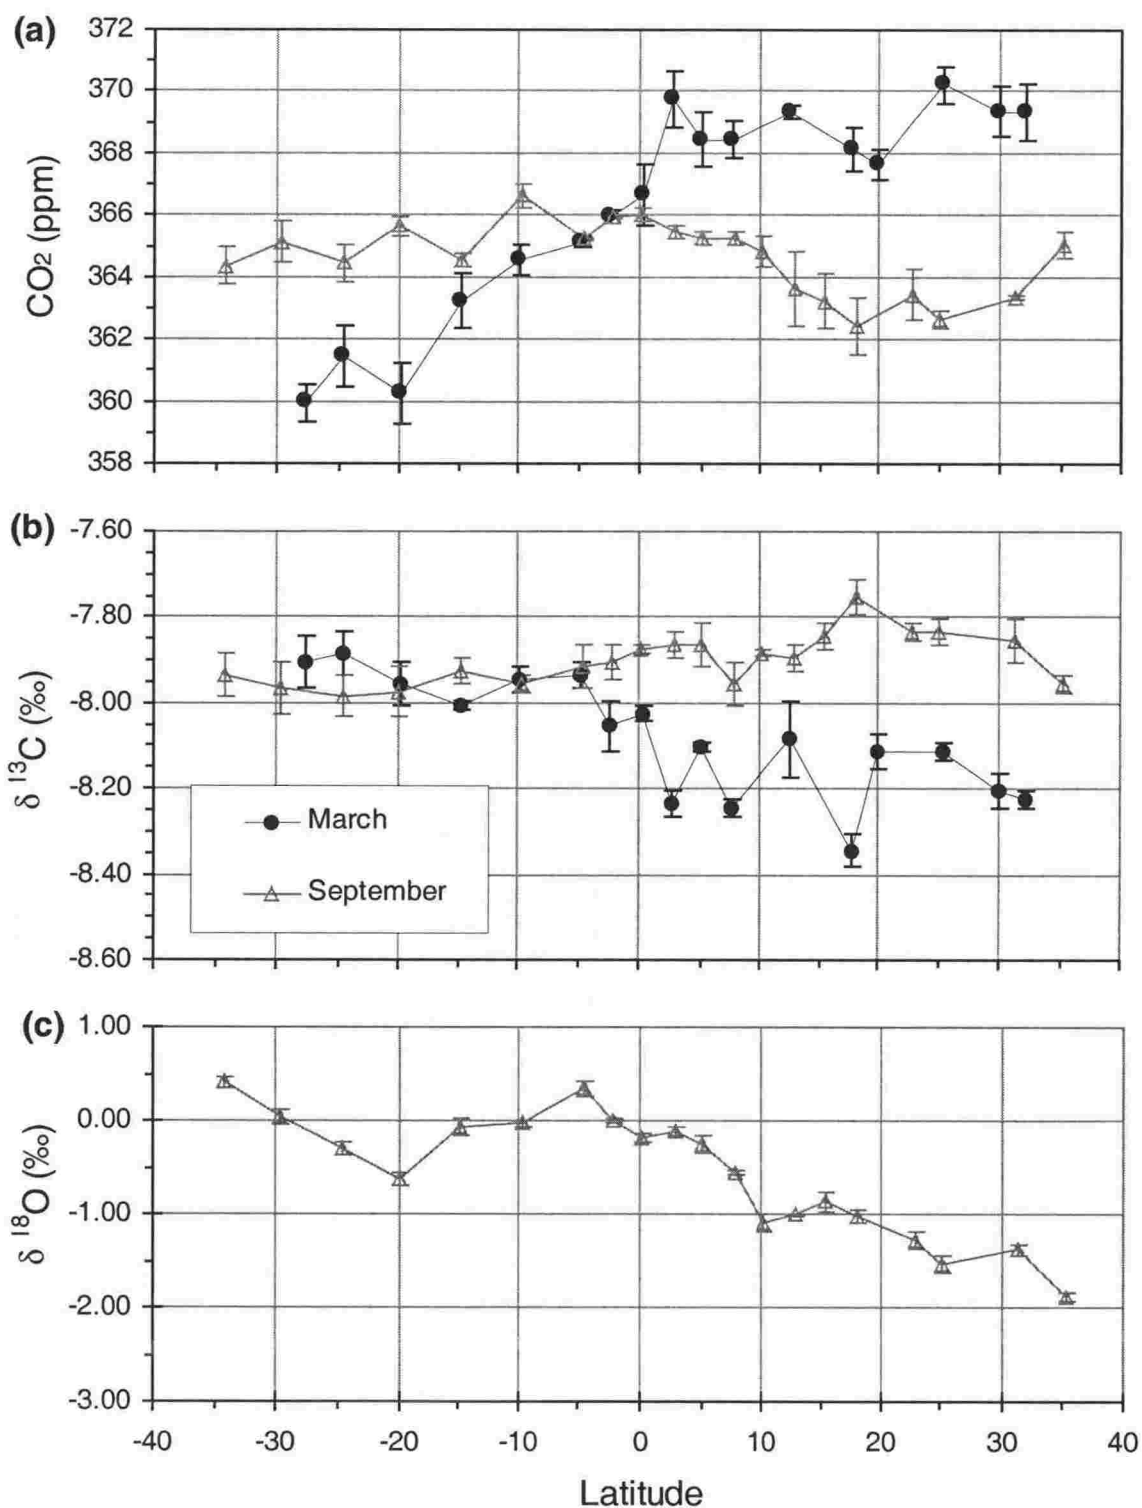 (a)
372
370
368
366
364
362
360
358
CO2 (ppm)
(b)
-7.60
-7.80
-8.00
-8.20
-8.40
-8.60
δ 13C (‰)
March
September
(c)
1.00
0.00
-1.00
-2.00
-3.00
δ 18O (‰)
-40 -30 -20 -10 0 10 20 30 40
Latitude